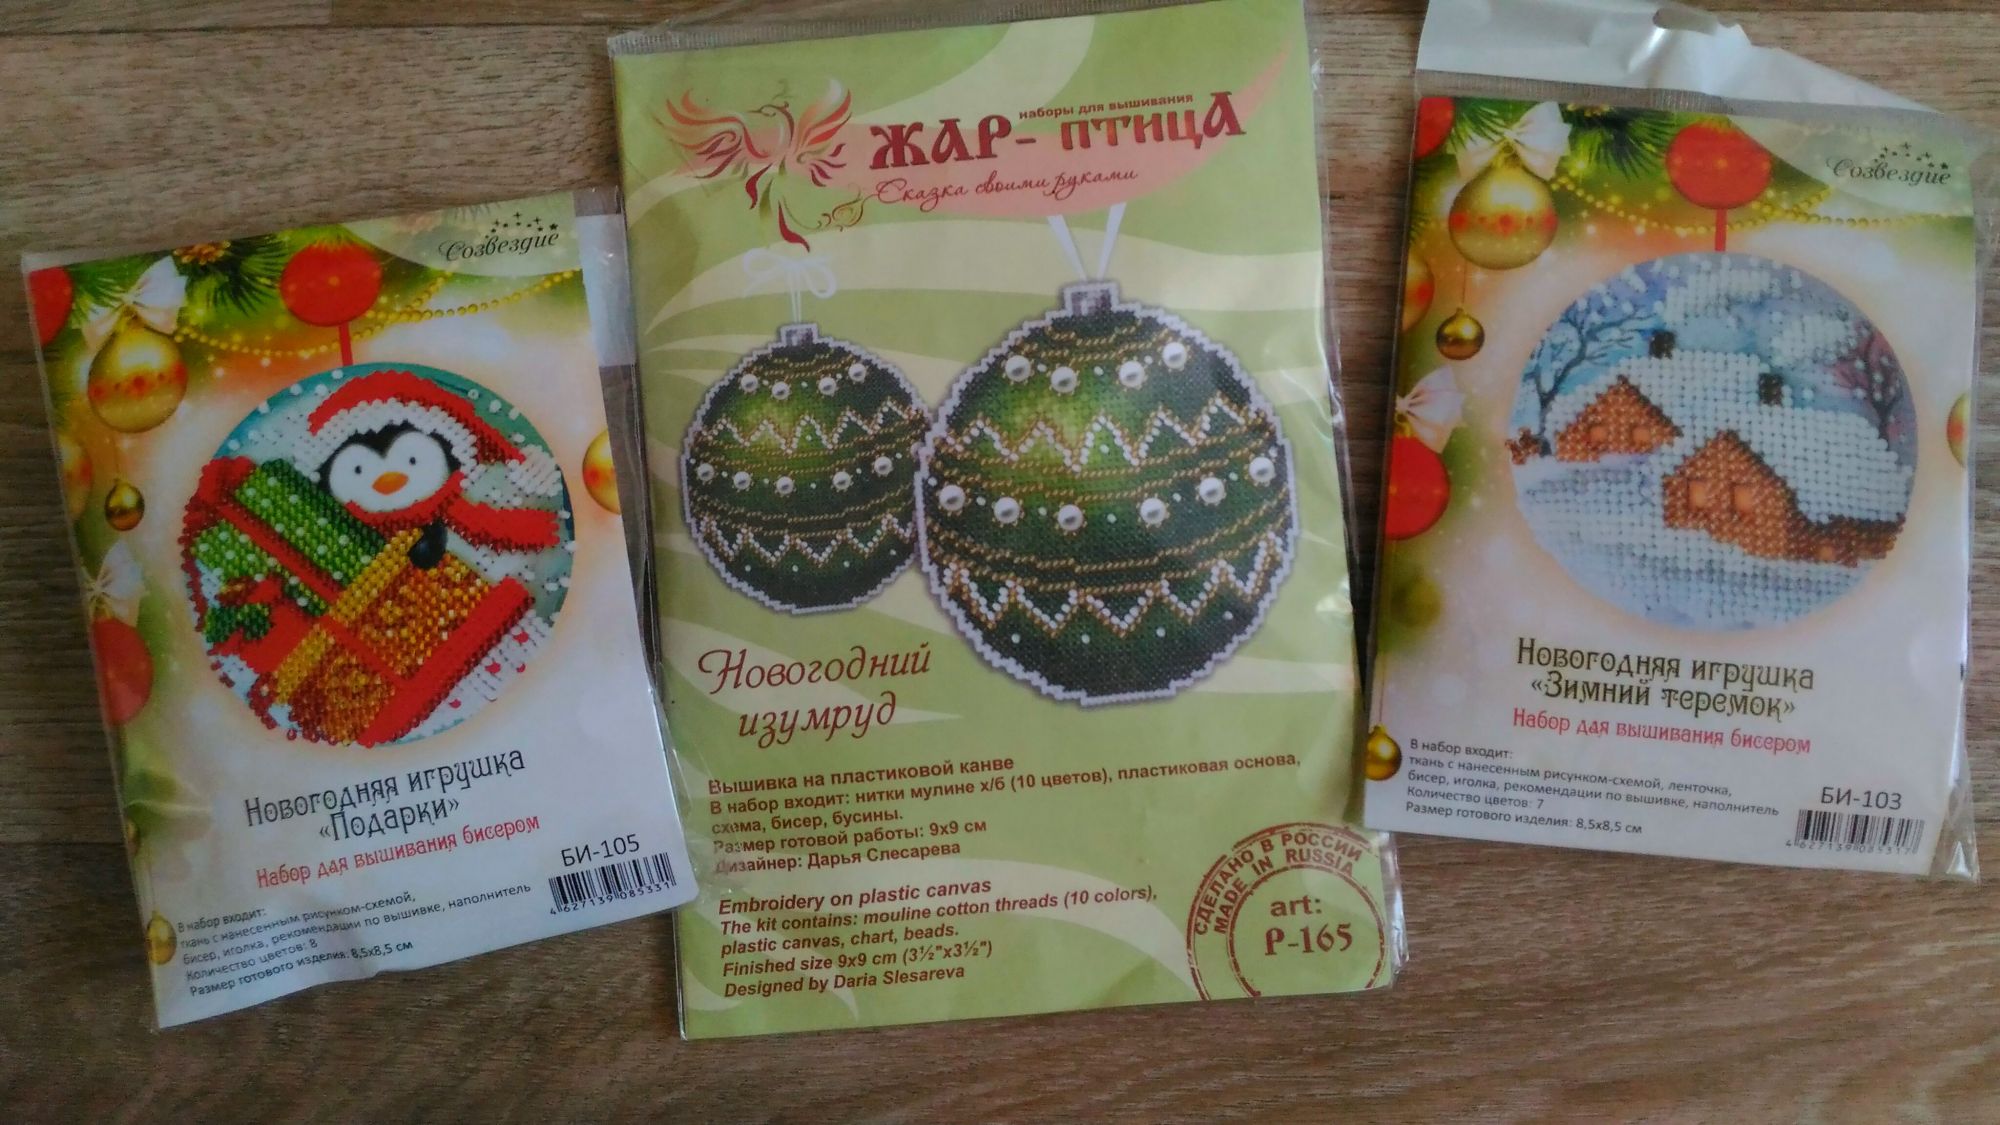 Созвездие
Новогодняя игрушка
«Подарки»
Набор для вышивания бисером
БИ-105
В набор входит:
ткань с нанесенным рисунком-схемой,
бисер, иголка, рекомендации по вышивке, наполнитель
Количество цветов: 8
Размер готового изделия: 8,5х8,5 см
4 627139 085331
наборы для вышивания
ЖАР-ПТИЦА
Сказка своими руками
Новогодний
изумруд
Вышивка на пластиковой канве
В набор входит: нитки мулине х/б (10 цветов), пластиковая основа,
схема, бисер, бусины.
Размер готовой работы: 9х9 см
Дизайнер: Дарья Слесарева
Embroidery on plastic canvas
The kit contains: mouline cotton threads (10 colors),
plastic canvas, chart, beads.
Finished size 9x9 cm (3½"x3½")
Designed by Daria Slesareva
СДЕЛАНО В РОССИИ
MADE IN RUSSIA
art:
P-165
Созвездие
Новогодняя игрушка
«Зимний теремок»
Набор для вышивания бисером
В набор входит:
ткань с нанесенным рисунком-схемой, ленточка,
бисер, иголка, рекомендации по вышивке, наполнитель
Количество цветов: 7
Размер готового изделия: 8,5х8,5 см
БИ-103
4 627139 085317